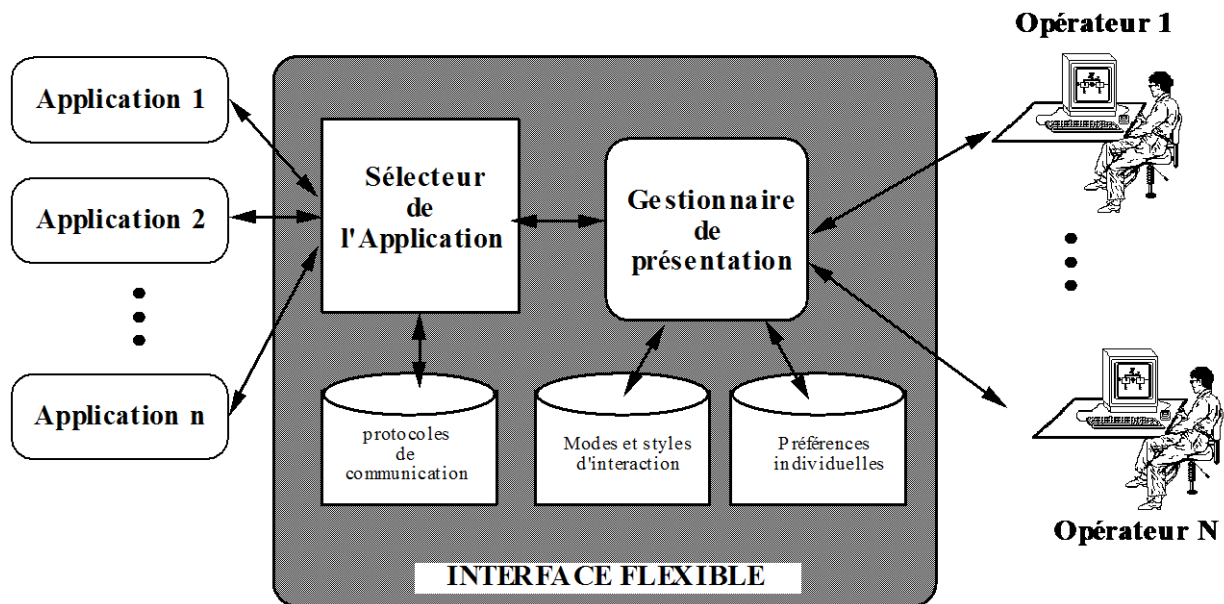 Opérateur 1
Application 1
Application 2
Application n
Sélecteur
de
l'Application
Gestionnaire
de
présentation
protocoles
de
communication
Modes et styles
d'interaction
Préférences
individuelles
Opérateur N
INTERFACE FLEXIBLE